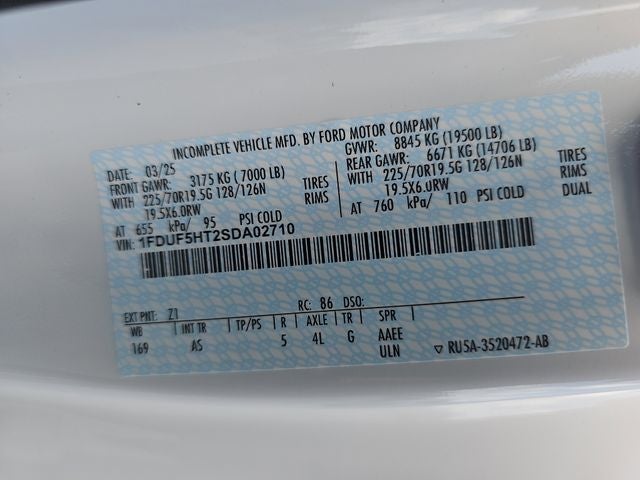 INCOMPLETE VEHICLE MFD. BY FORD MOTOR COMPANY
DATE: 03/25 GVWR: 8845 KG (19500 LB)
FRONT GAWR: 3175 KG (7000 LB) REAR GAWR: 6671 KG (14706 LB)
WITH 225/70R19.5G 128/126N TIRES WITH 225/70R19.5G 128/126N TIRES
19.5X6.0RW RIMS 19.5X6.0RW RIMS
AT 655 kPa/ 95 PSI COLD AT 760 kPa/ 110 PSI COLD DUAL
VIN: 1FDUF5HT2SDA02710
EXT PNT: Z1 RC: 86 DSO:
WB INT TR TP/PS R AXLE TR SPR
169 AS 5 4L G AAEE
ULN ▽ RU5A-3520472-AB